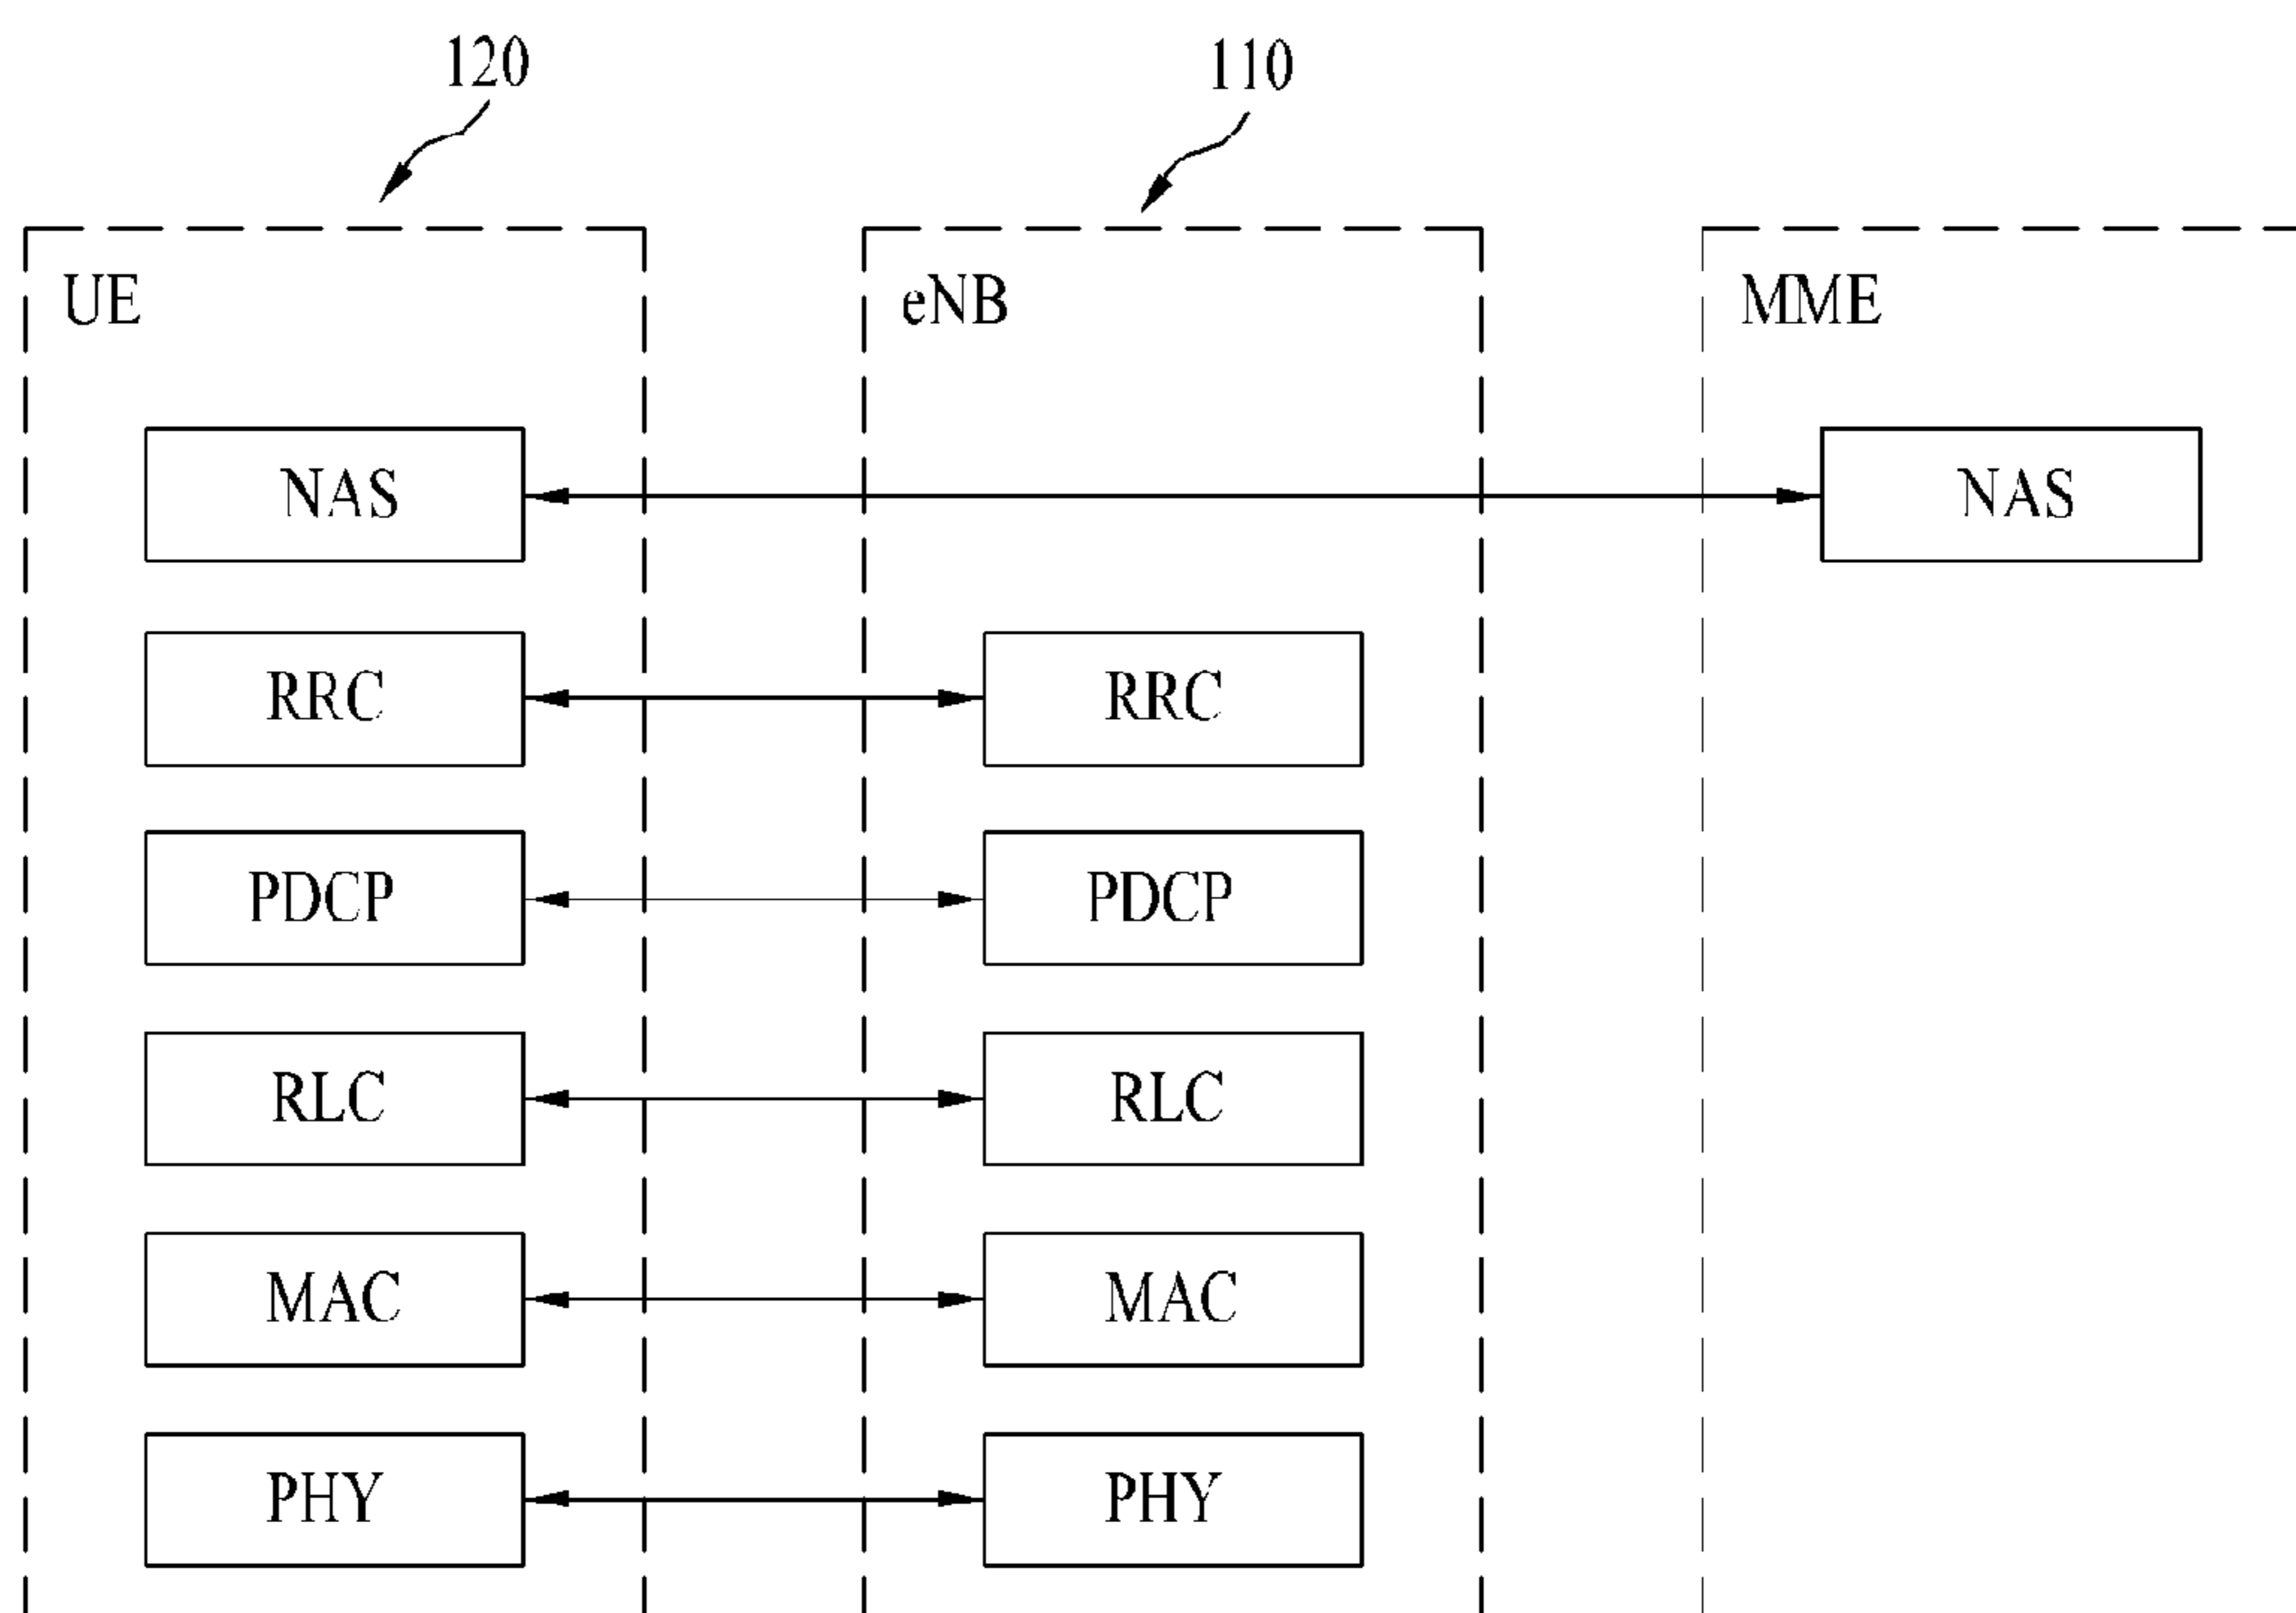 120 110
UE eNB MME
NAS NAS
RRC RRC
PDCP PDCP
RLC RLC
MAC MAC
PHY PHY